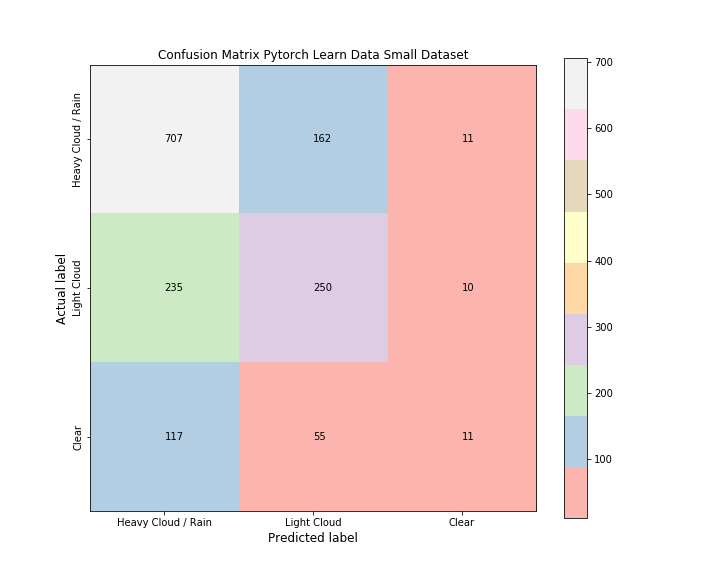 Confusion Matrix Pytorch Learn Data Small Dataset
Actual label
Heavy Cloud / Rain
Light Cloud
Clear
707 162 11
235 250 10
117 55 11
Heavy Cloud / Rain Light Cloud Clear
Predicted label
700
600
500
400
300
200
100